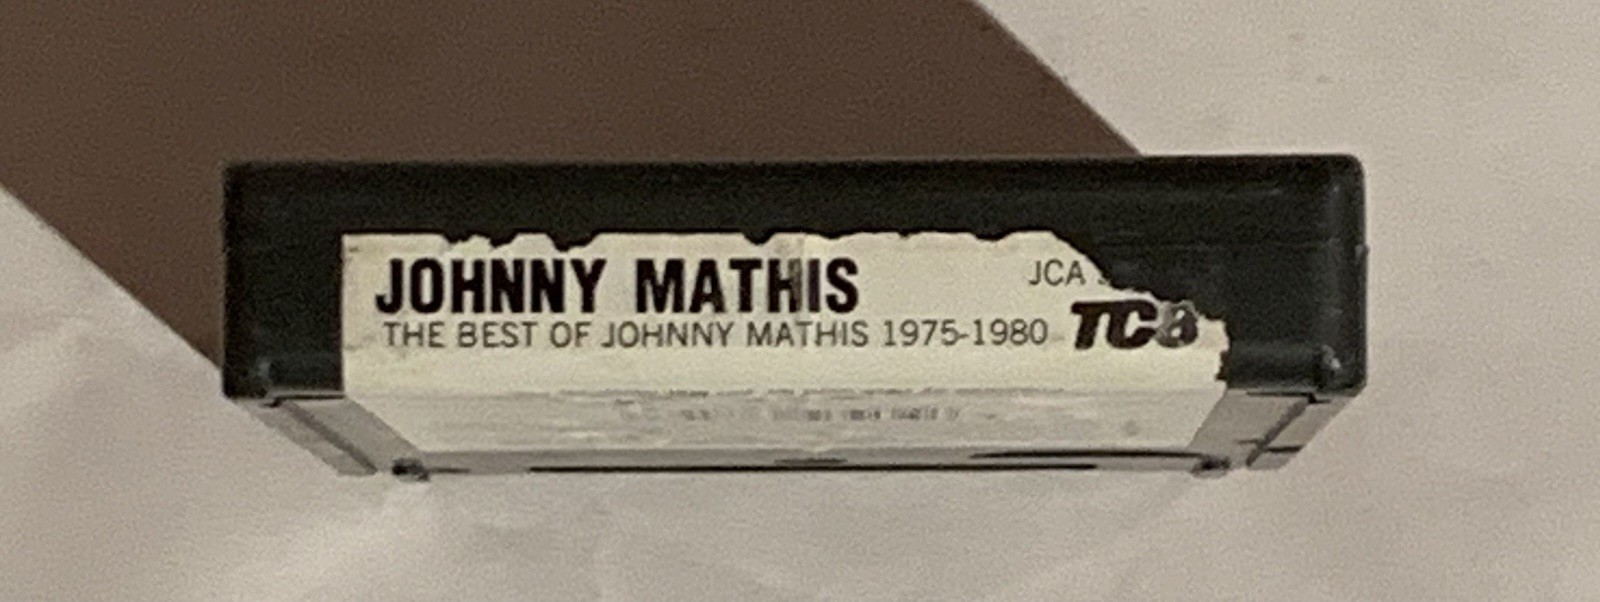 JOHNNY MATHIS
JCA
THE BEST OF JOHNNY MATHIS 1975-1980
TC8